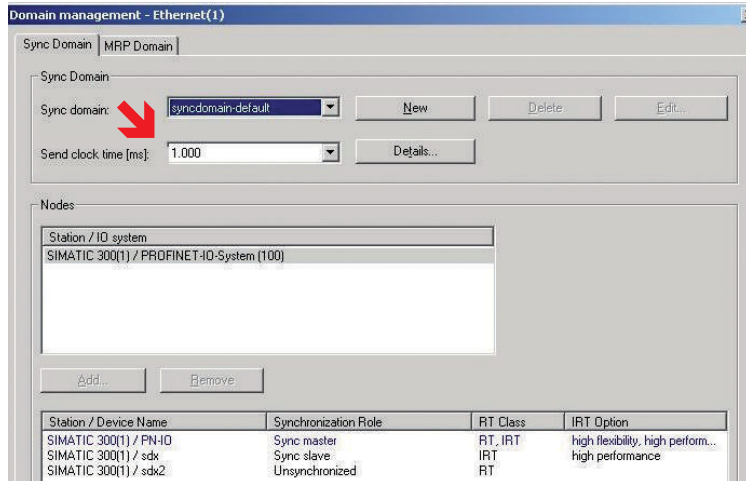 Domain management - Ethernet(1)
Sync Domain MRP Domain
Sync Domain
Sync domain: syncdomain-default New Delete Edit...
Send clock time [ms]: 1.000 Details...
Nodes
Station / IO system
SIMATIC 300(1) / PROFINET-IO-System (100)
Add... Remove
Station / Device Name Synchronization Role RT Class IRT Option
SIMATIC 300(1) / PN-IO Sync master RT, IRT high flexibility, high perform...
SIMATIC 300(1) / sdx Sync slave IRT high performance
SIMATIC 300(1) / sdx2 Unsynchronized RT